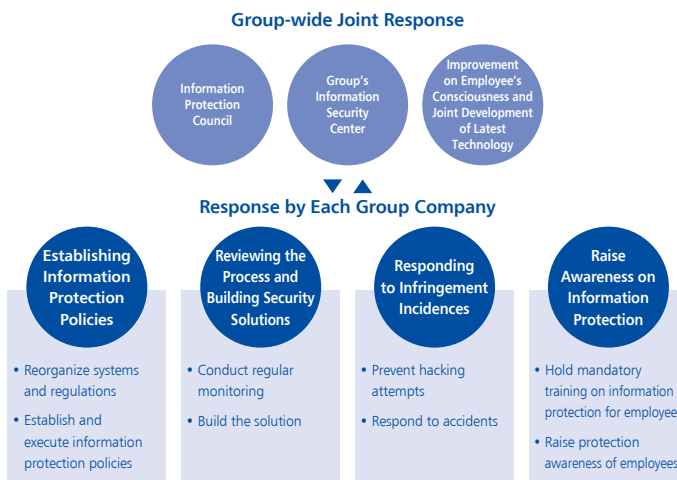 Group-wide Joint Response
Information
Protection
Council
Group's
Information
Security
Center
Improvement
on Employee's
Consciousness and
Joint Development
of Latest
Technology
Response by Each Group Company
Establishing
Information
Protection
Policies
• Reorganize systems
and regulations
• Establish and
execute information
protection policies
Reviewing the
Process and
Building Security
Solutions
• Conduct regular
monitoring
• Build the solution
Responding
to Infringement
Incidences
• Prevent hacking
attempts
• Respond to accidents
Raise
Awareness on
Information
Protection
• Hold mandatory
training on information
protection for employee
• Raise protection
awareness of employees